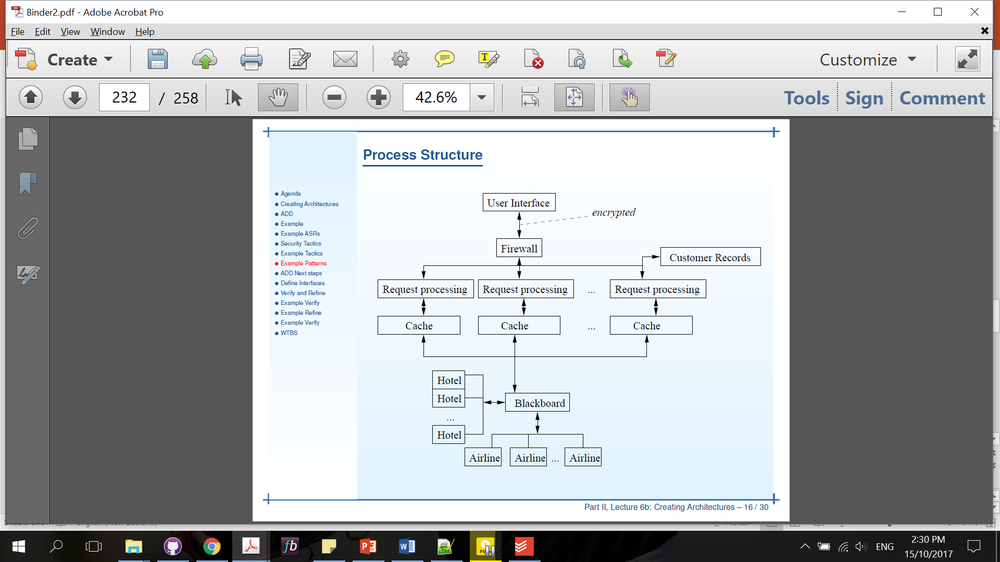 Binder2.pdf - Adobe Acrobat Pro
File Edit View Window Help
Create
Customize
232 / 258
42.6%
Tools Sign Comment
Process Structure
Agenda
Creating Architectures
ADD
Example
Example ASRs
Security Tactics
Example Tactics
Example Patterns
ADD Next steps
Define Interfaces
Verify and Refine
Example Verify
Example Refine
Example Verify
WTBS
User Interface
encrypted
Firewall
Customer Records
Request processing Request processing ... Request processing
Cache Cache ... Cache
Hotel
Hotel
Blackboard
...
Hotel
Airline Airline ... Airline
Part II, Lecture 6b: Creating Architectures – 16 / 30
ENG
2:30 PM
15/10/2017